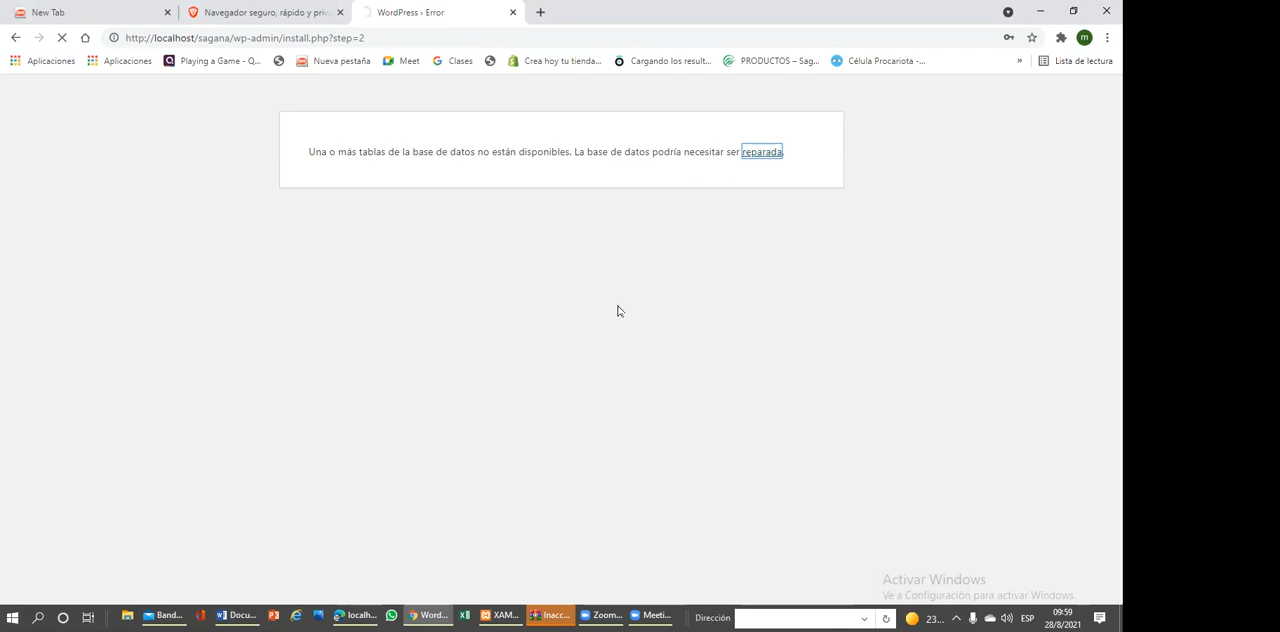 New Tab
Navegador seguro, rápido y priva
WordPress › Error
http://localhost/sagana/wp-admin/install.php?step=2
m
Aplicaciones
Aplicaciones
Playing a Game - Q...
Nueva pestaña
Meet
Clases
Crea hoy tu tienda...
Cargando los result...
PRODUCTOS – Sag...
Célula Procariota -...
»
Lista de lectura
Una o más tablas de la base de datos no están disponibles. La base de datos podría necesitar ser reparada.
Activar Windows
Ve a Configuración para activar Windows.
Band...
Docu...
localh...
Word...
XAM...
Inacc...
Zoom...
Meeti...
Dirección
23...
ESP
09:59
28/8/2021